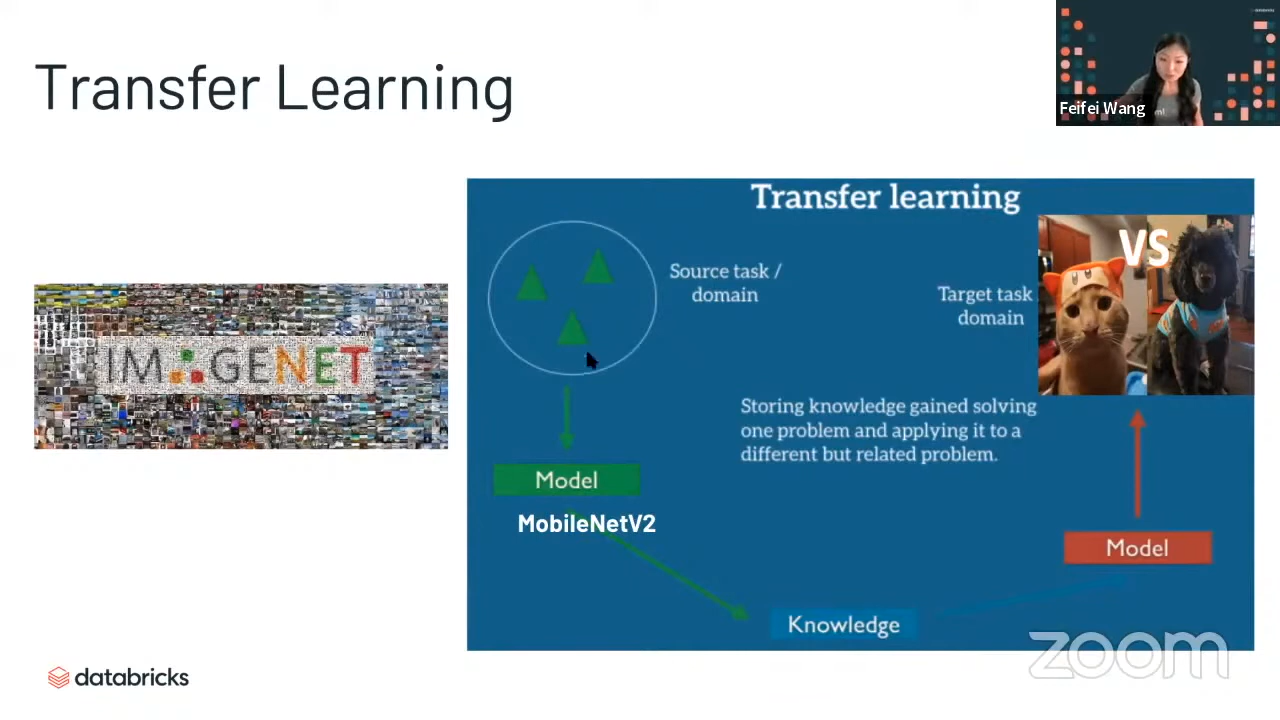 Transfer Learning
Feifei Wang
Transfer learning
VS
Source task /
domain
Target task
domain
IMAGENET
Storing knowledge gained solving
one problem and applying it to a
different but related problem.
Model
MobileNetV2
Model
Knowledge
zoom
databricks